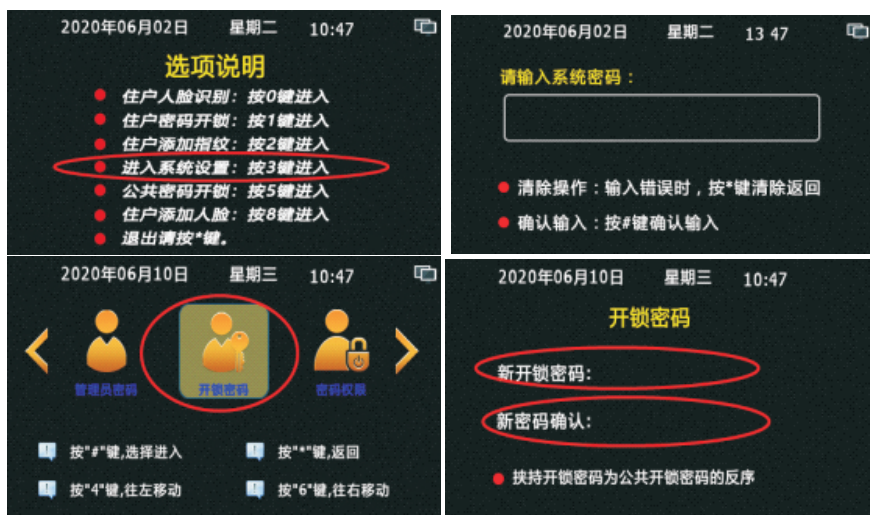 2020年06月02日 星期二 10:47
选项说明
住户人脸识别：按0键进入
住户密码开锁：按1键进入
住户添加指纹：按2键进入
进入系统设置：按3键进入
公共密码开锁：按5键进入
住户添加人脸：按8键进入
退出请按*键。
2020年06月02日 星期二 13 47
请输入系统密码：
清除操作：输入错误时，按*键清除返回
确认输入：按#键确认输入
2020年06月10日 星期三 10:47
管理员密码 开锁密码 密码权限
按"#"键,选择进入 按"*"键,返回
按"4"键,往左移动 按"6"键,往右移动
2020年06月10日 星期三 10:47
开锁密码
新开锁密码:
新密码确认:
挟持开锁密码为公共开锁密码的反序